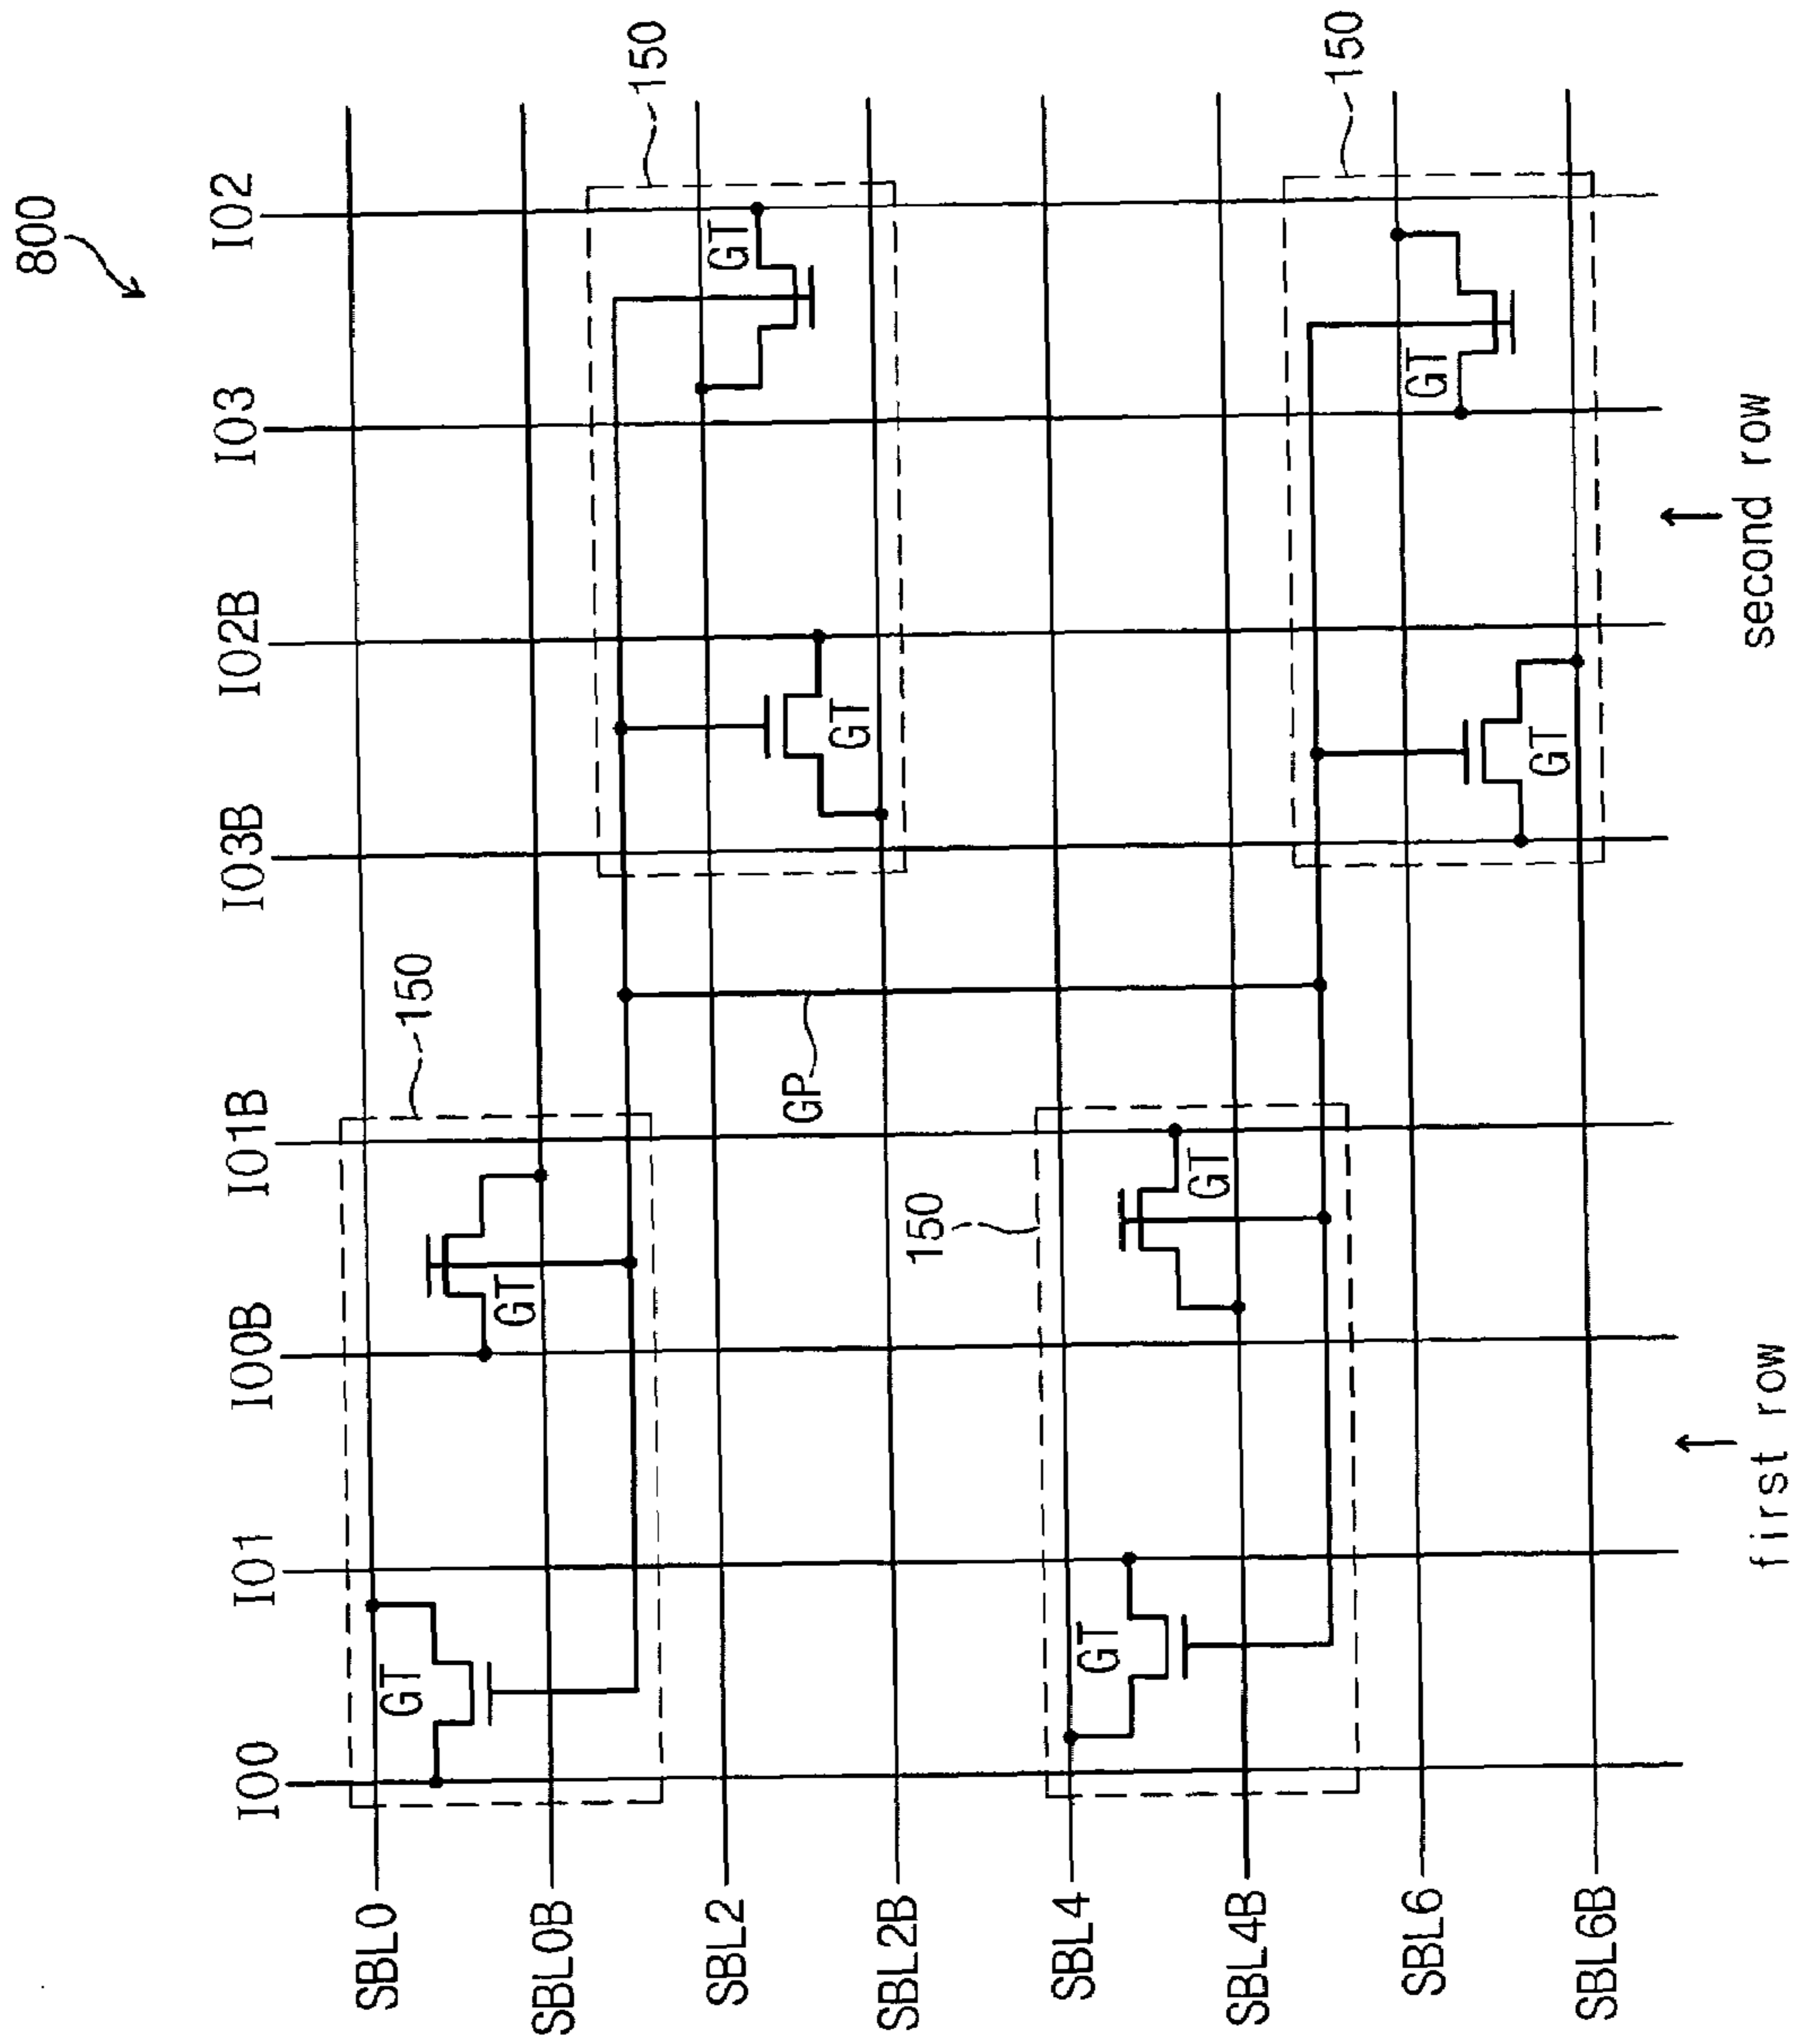 800
IO0
IO1
IO0B
IO1B
IO3B
IO2B
IO3
IO2
150
150
150
150
GT
GT
GT
GT
GT
GT
GT
GT
GP
SBL0
SBL0B
SBL2
SBL2B
SBL4
SBL4B
SBL6
SBL6B
first row
second row